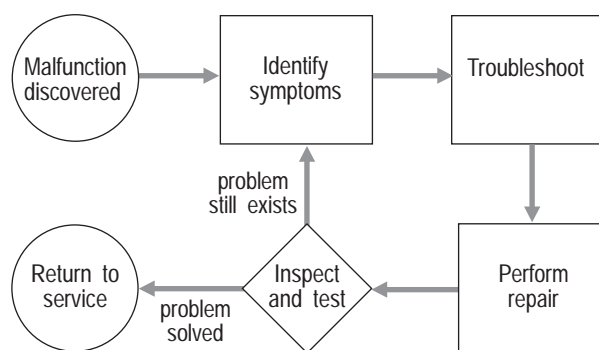 Malfunction
discovered
Identify
symptoms
Troubleshoot
problem
still exists
Return to
service
problem
solved
Inspect
and test
Perform
repair